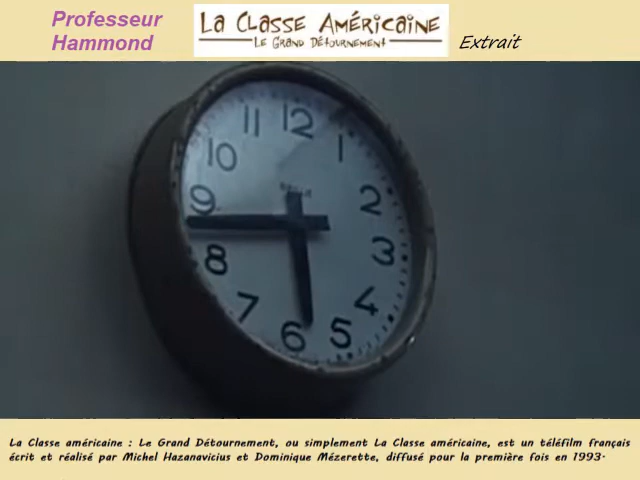 Professeur
Hammond
La Classe Américaine
Le Grand Détournement
Extrait
11 12 1
10 2
9 3
8 4
7 6 5
La Classe américaine : Le Grand Détournement, ou simplement La Classe américaine, est un téléfilm français
écrit et réalisé par Michel Hazanavicius et Dominique Mézerette, diffusé pour la première fois en 1993.